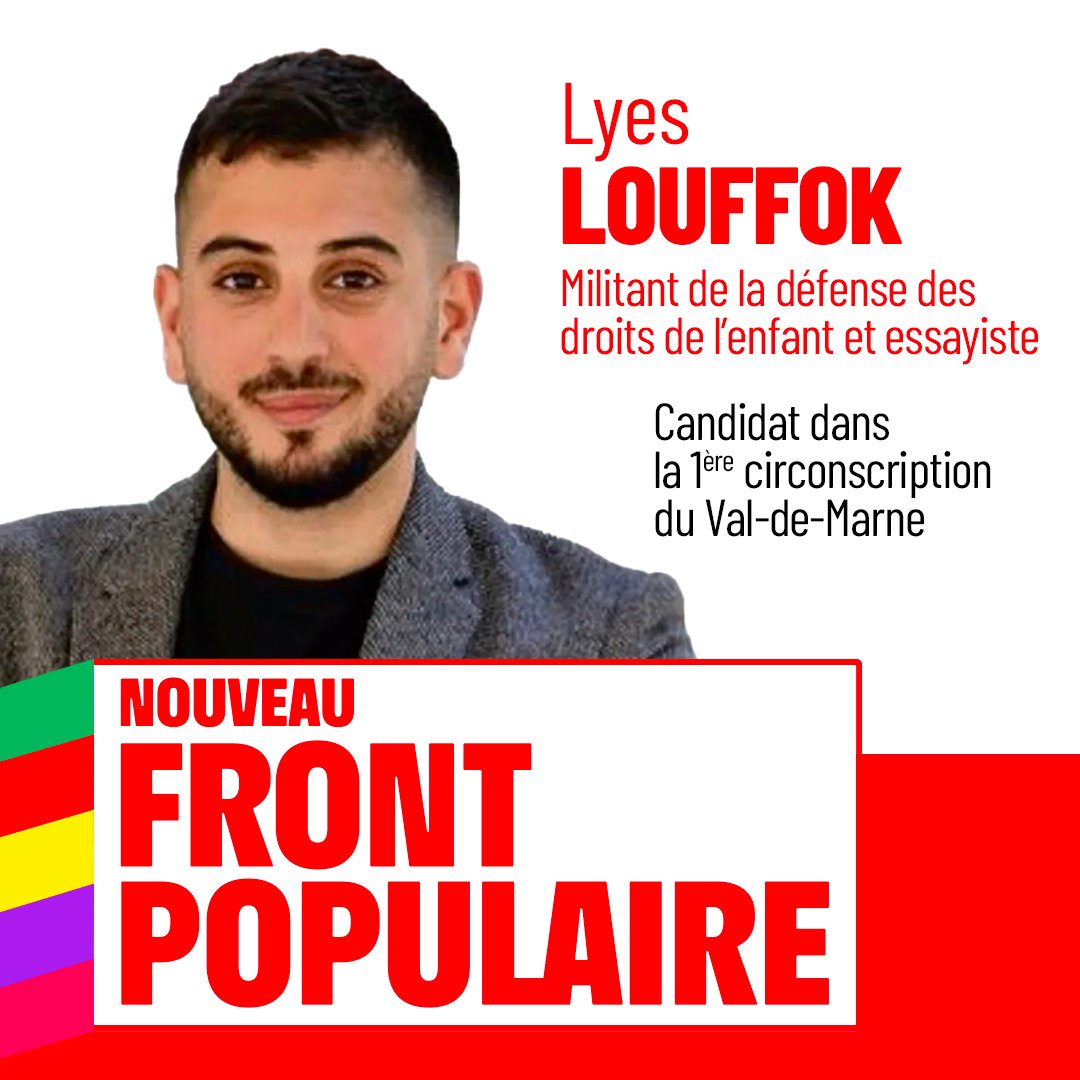 Lyes
LOUFFOK
Militant de la défense des
droits de l'enfant et essayiste
Candidat dans
la 1ère circonscription
du Val-de-Marne
NOUVEAU
FRONT
POPULAIRE